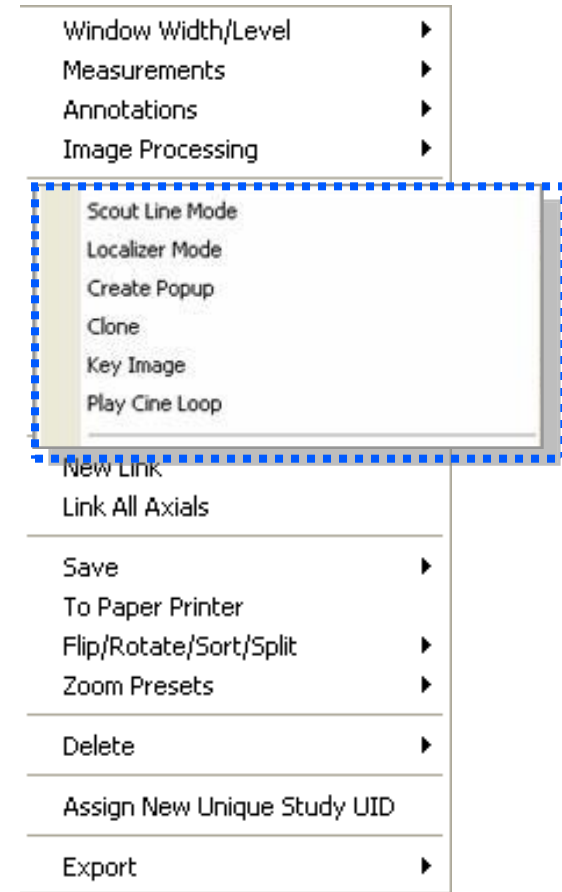 Window Width/Level
Measurements
Annotations
Image Processing
Scout Line Mode
Localizer Mode
Create Popup
Clone
Key Image
Play Cine Loop
New Link
Link All Axials
Save
To Paper Printer
Flip/Rotate/Sort/Split
Zoom Presets
Delete
Assign New Unique Study UID
Export